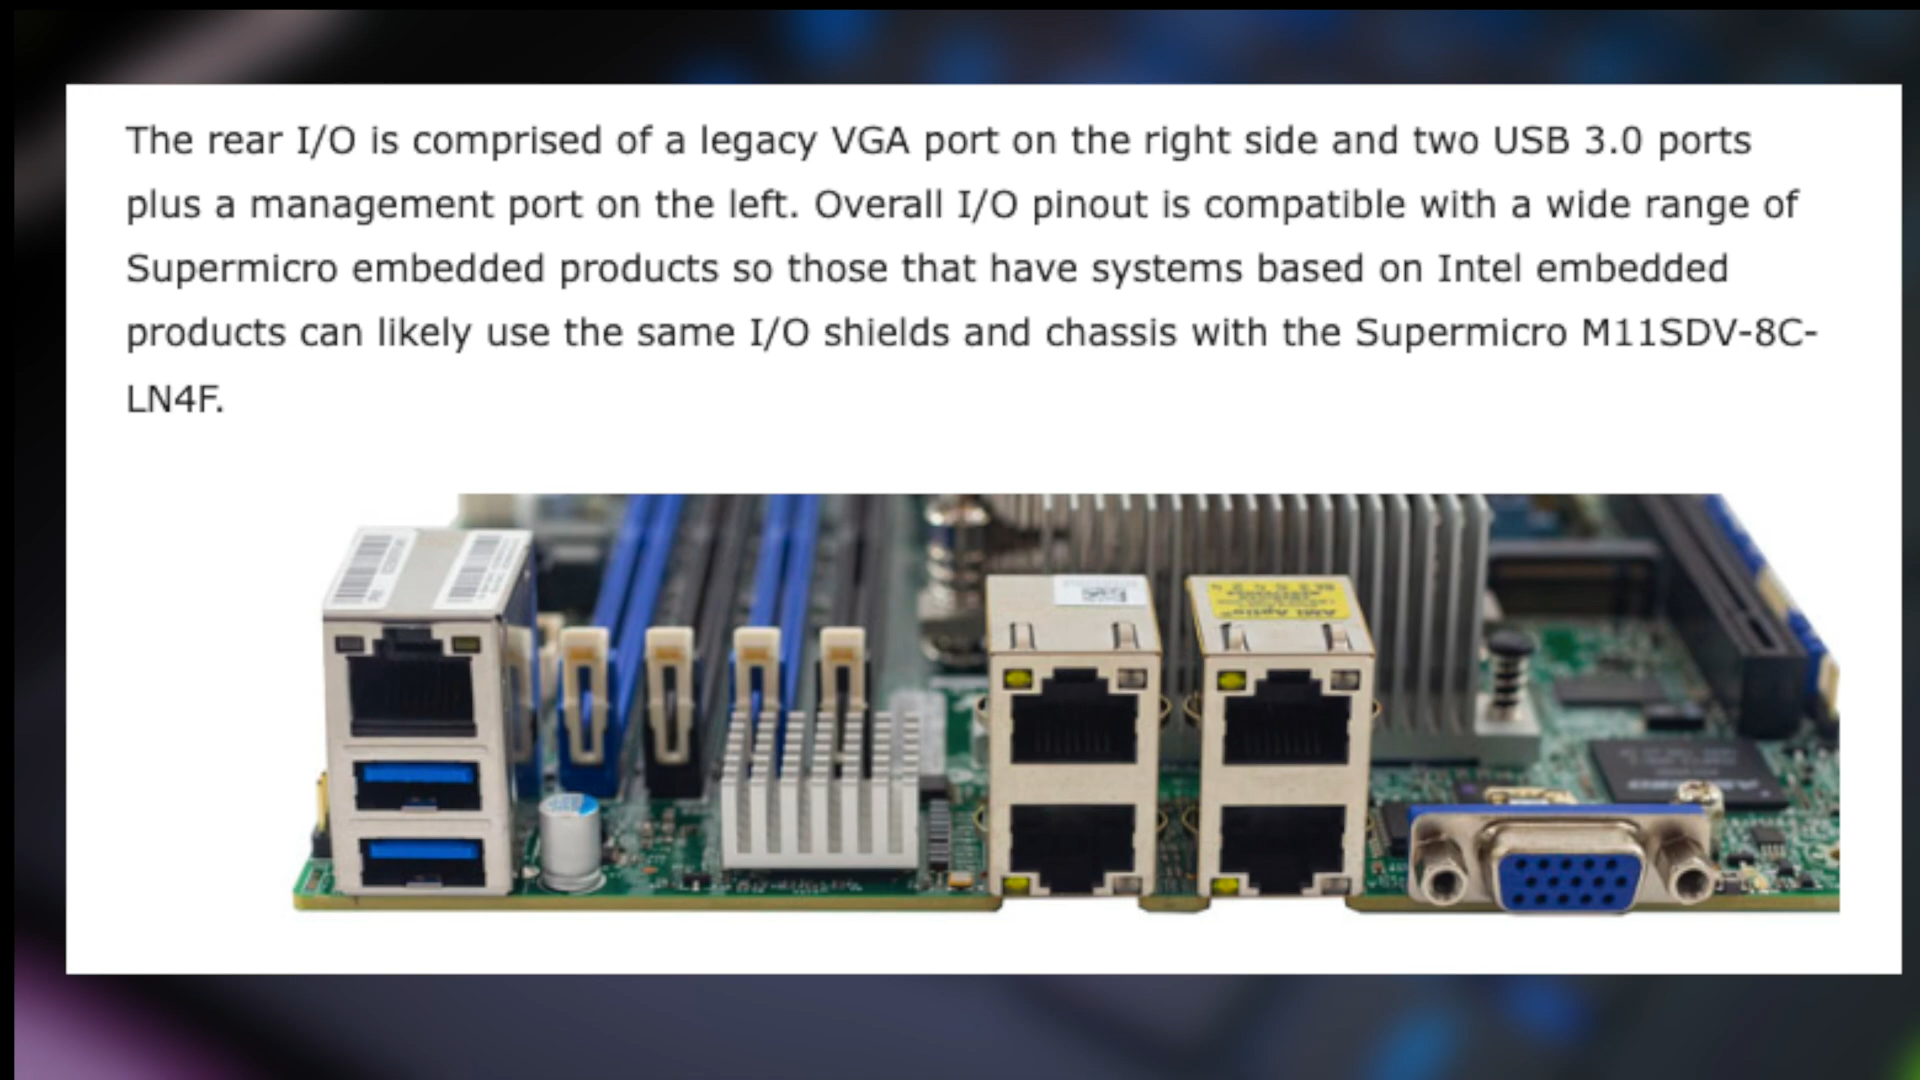 The rear I/O is comprised of a legacy VGA port on the right side and two USB 3.0 ports
plus a management port on the left. Overall I/O pinout is compatible with a wide range of
Supermicro embedded products so those that have systems based on Intel embedded
products can likely use the same I/O shields and chassis with the Supermicro M11SDV-8C-
LN4F.